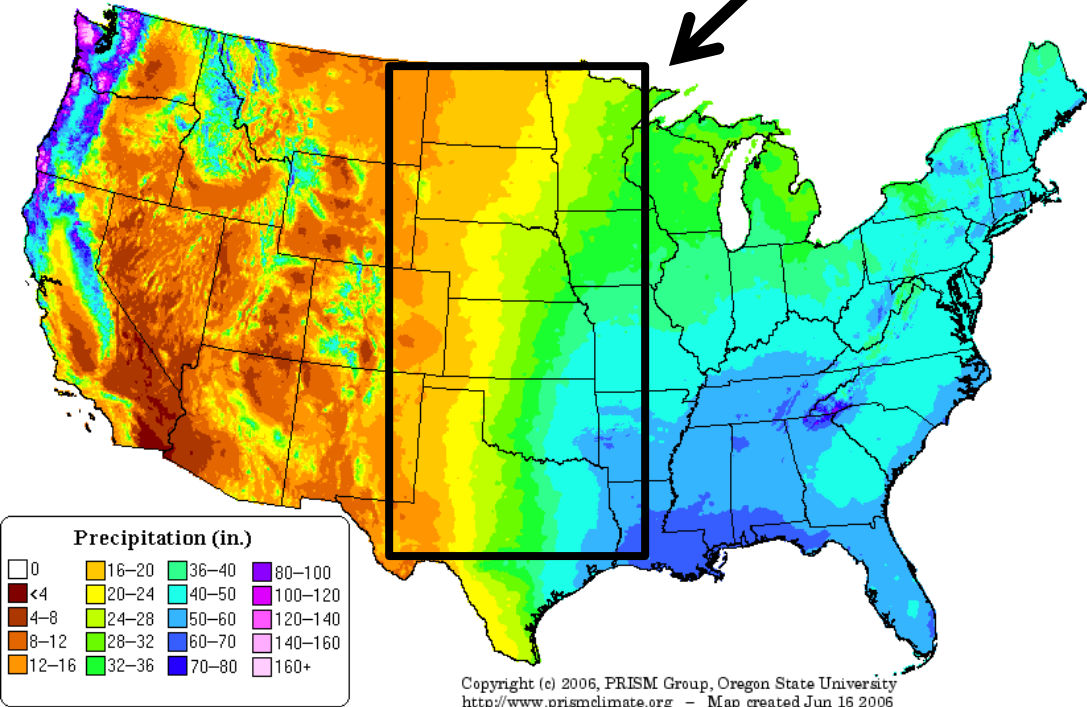 Precipitation (in.)
0 16–20 36–40 80–100
<4 20–24 40–50 100–120
4–8 24–28 50–60 120–140
8–12 28–32 60–70 140–160
12–16 32–36 70–80 160+
Copyright (c) 2006, PRISM Group, Oregon State University
http://www.prismclimate.org – Map created Jun 16 2006